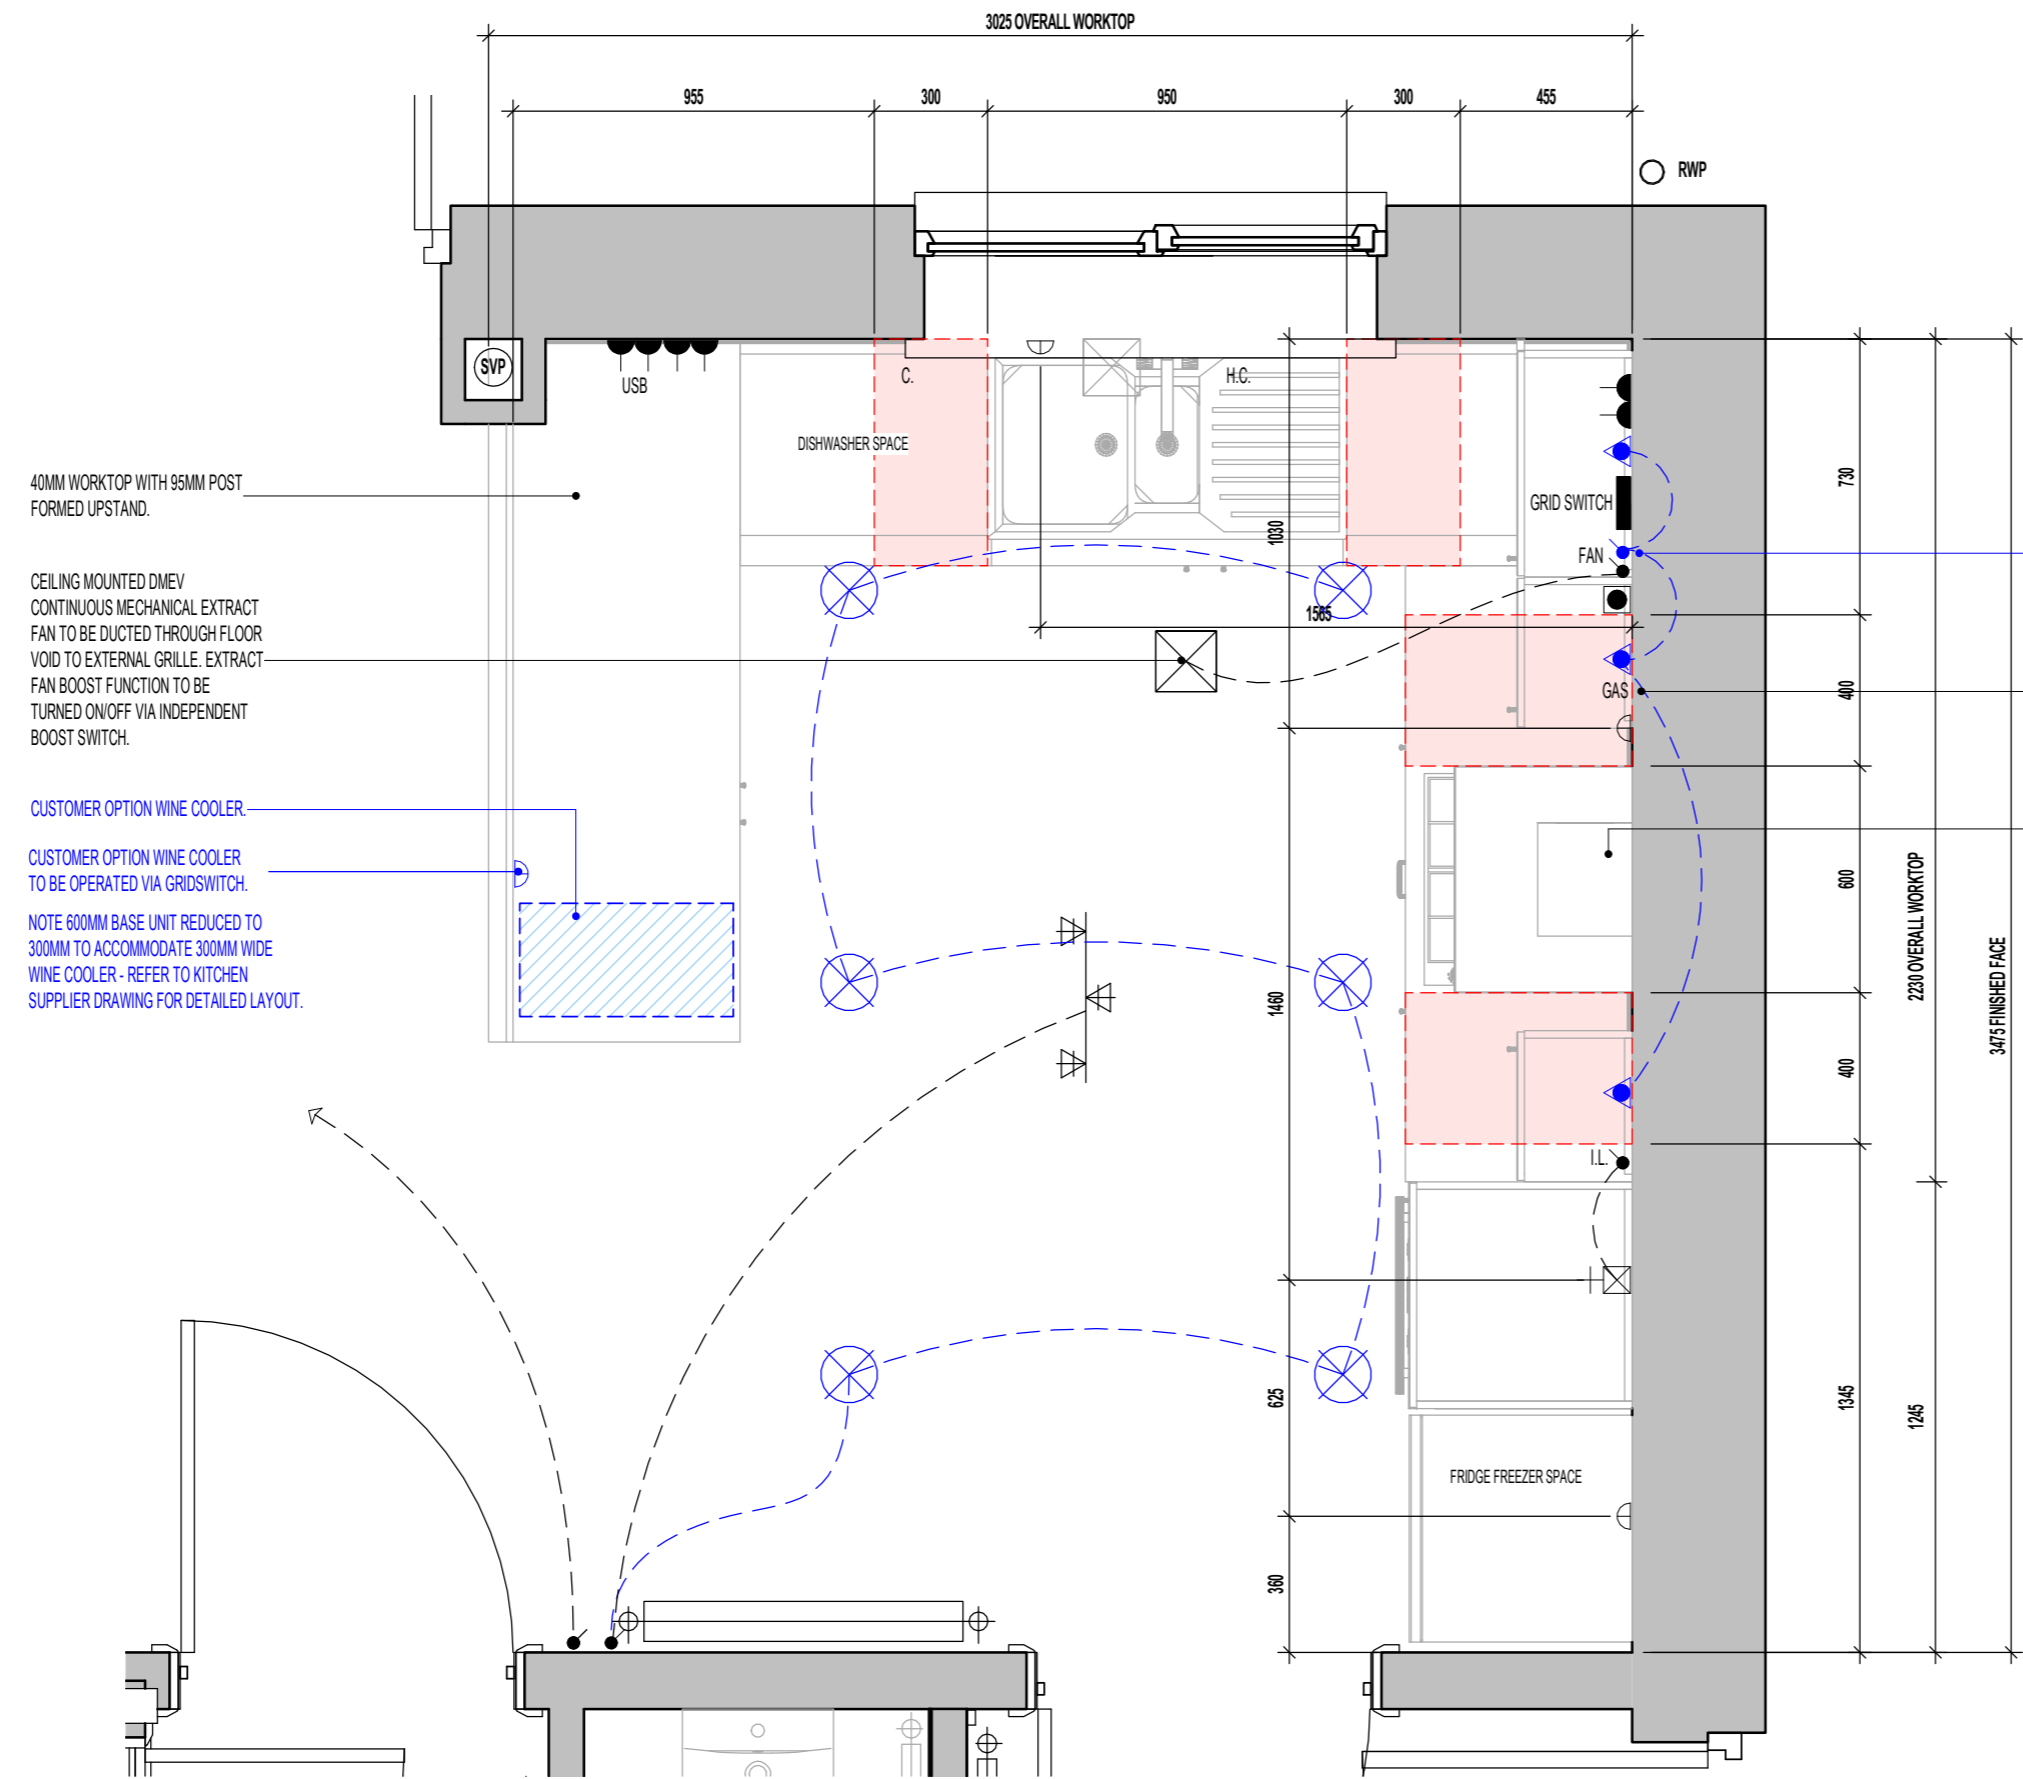 3025 OVERALL WORKTOP
955
300
950
300
455
RWP
SVP
USB
C.
H.C.
DISHWASHER SPACE
40MM WORKTOP WITH 95MM POST
FORMED UPSTAND.
GRID SWITCH
730
1030
FAN
CEILING MOUNTED DMEV
CONTINUOUS MECHANICAL EXTRACT
FAN TO BE DUCTED THROUGH FLOOR
VOID TO EXTERNAL GRILLE. EXTRACT
FAN BOOST FUNCTION TO BE
TURNED ON/OFF VIA INDEPENDENT
BOOST SWITCH.
1565
GAS
400
CUSTOMER OPTION WINE COOLER.
CUSTOMER OPTION WINE COOLER
TO BE OPERATED VIA GRIDSWITCH.
NOTE 600MM BASE UNIT REDUCED TO
300MM TO ACCOMMODATE 300MM WIDE
WINE COOLER - REFER TO KITCHEN
SUPPLIER DRAWING FOR DETAILED LAYOUT.
600
2230 OVERALL WORKTOP
3475 FINISHED FACE
1460
400
I.L.
625
1345
1245
FRIDGE FREEZER SPACE
360